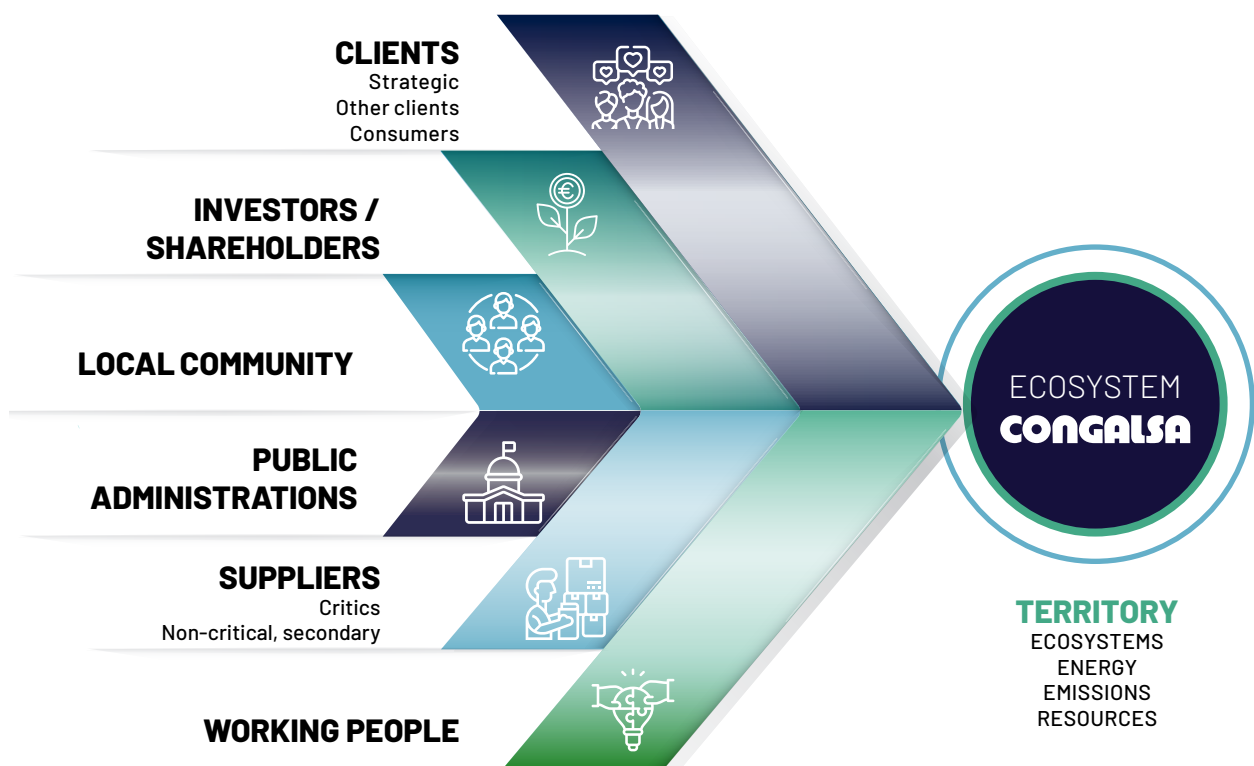 CLIENTS
Strategic
Other clients
Consumers
INVESTORS /
SHAREHOLDERS
LOCAL COMMUNITY
PUBLIC
ADMINISTRATIONS
SUPPLIERS
Critics
Non-critical, secondary
WORKING PEOPLE
€
ECOSYSTEM
CONGALSA
TERRITORY
ECOSYSTEMS
ENERGY
EMISSIONS
RESOURCES